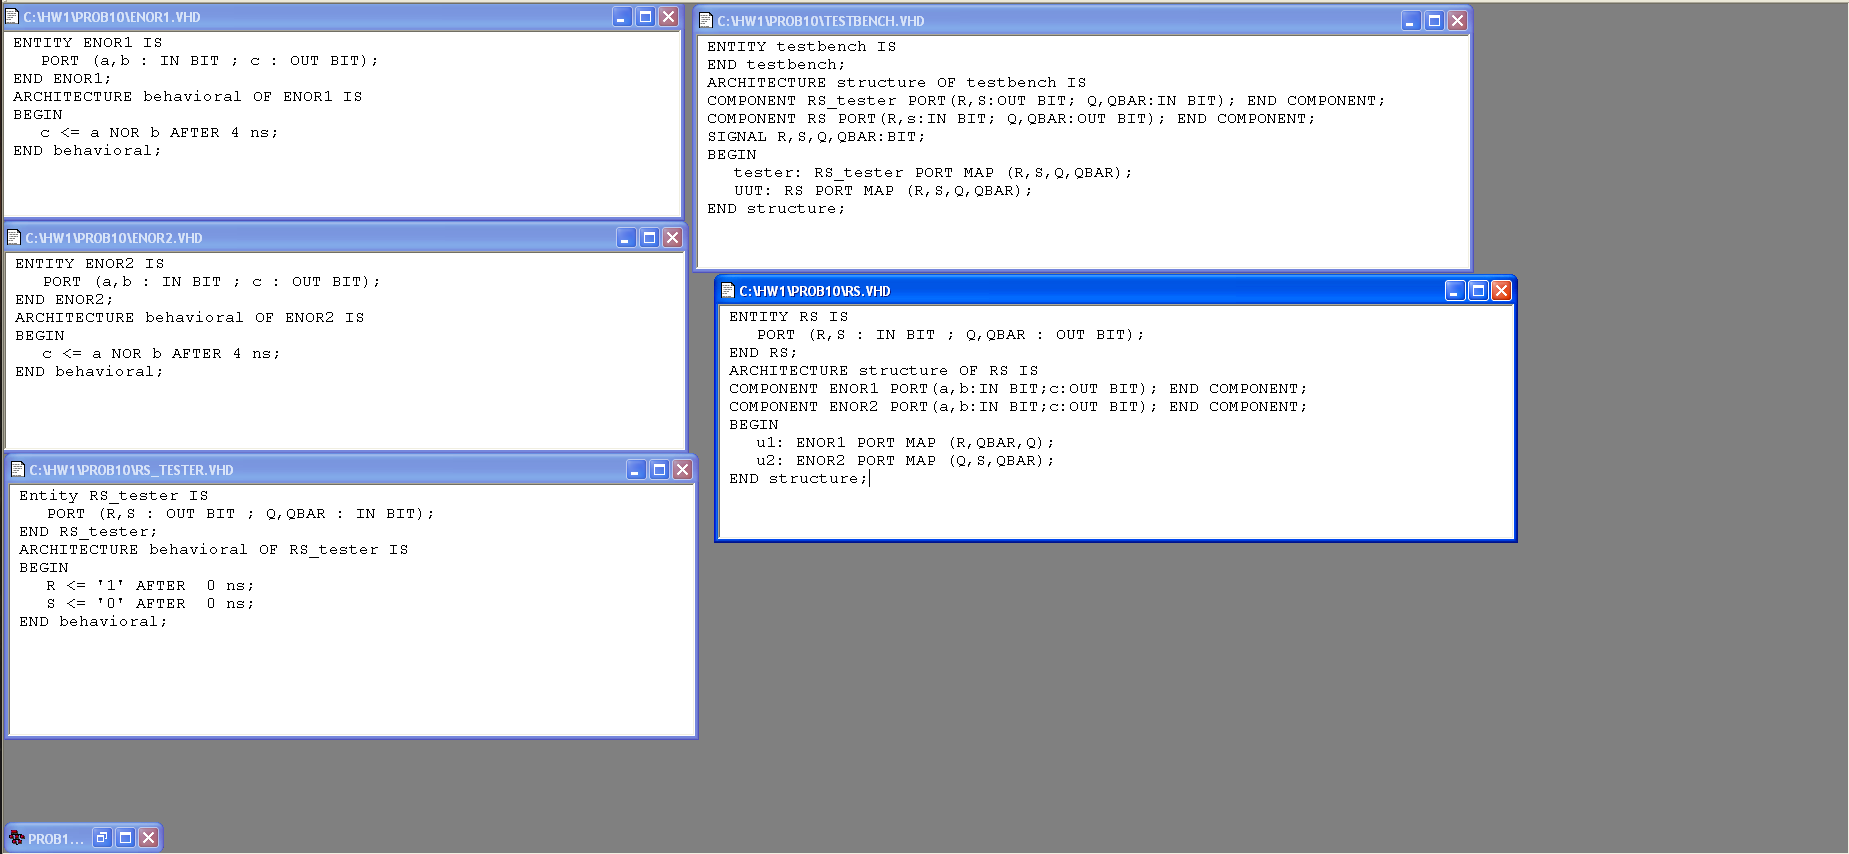 C:\HW1\PROB10\ENOR1.VHD
ENTITY ENOR1 IS
PORT (a,b : IN BIT ; c : OUT BIT);
END ENOR1;
ARCHITECTURE behavioral OF ENOR1 IS
BEGIN
c <= a NOR b AFTER 4 ns;
END behavioral;
C:\HW1\PROB10\ENOR2.VHD
ENTITY ENOR2 IS
PORT (a,b : IN BIT ; c : OUT BIT);
END ENOR2;
ARCHITECTURE behavioral OF ENOR2 IS
BEGIN
c <= a NOR b AFTER 4 ns;
END behavioral;
C:\HW1\PROB10\RS_TESTER.VHD
Entity RS_tester IS
PORT (R,S : OUT BIT ; Q,QBAR : IN BIT);
END RS_tester;
ARCHITECTURE behavioral OF RS_tester IS
BEGIN
R <= '1' AFTER  0 ns;
S <= '0' AFTER  0 ns;
END behavioral;
C:\HW1\PROB10\TESTBENCH.VHD
ENTITY testbench IS
END testbench;
ARCHITECTURE structure OF testbench IS
COMPONENT RS_tester PORT(R,S:OUT BIT; Q,QBAR:IN BIT); END COMPONENT;
COMPONENT RS PORT(R,s:IN BIT; Q,QBAR:OUT BIT); END COMPONENT;
SIGNAL R,S,Q,QBAR:BIT;
BEGIN
tester: RS_tester PORT MAP (R,S,Q,QBAR);
UUT: RS PORT MAP (R,S,Q,QBAR);
END structure;
C:\HW1\PROB10\RS.VHD
ENTITY RS IS
PORT (R,S : IN BIT ; Q,QBAR : OUT BIT);
END RS;
ARCHITECTURE structure OF RS IS
COMPONENT ENOR1 PORT(a,b:IN BIT;c:OUT BIT); END COMPONENT;
COMPONENT ENOR2 PORT(a,b:IN BIT;c:OUT BIT); END COMPONENT;
BEGIN
u1: ENOR1 PORT MAP (R,QBAR,Q);
u2: ENOR2 PORT MAP (Q,S,QBAR);
END structure;
PROB1...